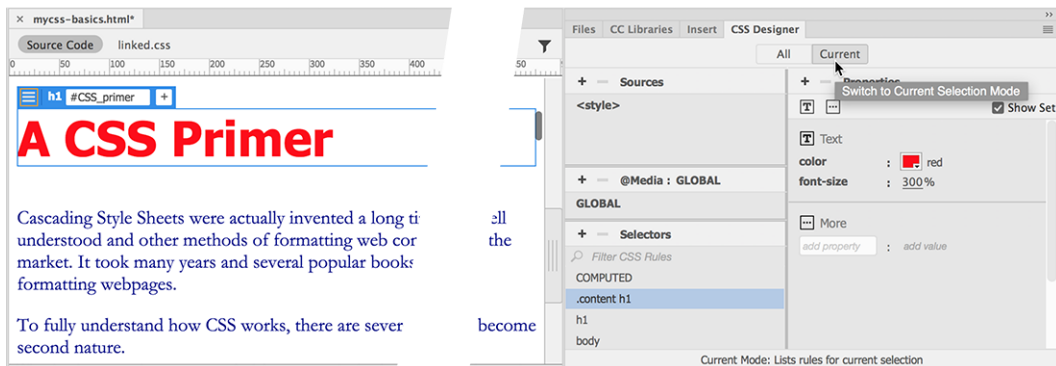 × mycss-basics.html*
Source Code linked.css
0 50 100 150 200 250 300 350 400 50
h1 #CSS_primer +
A CSS Primer
Cascading Style Sheets were actually invented a long ti ell
understood and other methods of formatting web cor the
market. It took many years and several popular books
formatting webpages.
To fully understand how CSS works, there are sever become
second nature.
Files CC Libraries Insert CSS Designer
All Current
Switch to Current Selection Mode
+ − Sources
<style>
+ − @Media : GLOBAL
GLOBAL
+ − Selectors
Filter CSS Rules
COMPUTED
.content h1
h1
body
+ − Properties
T Show Set
T Text
color : red
font-size : 300%
More
add property : add value
Current Mode: Lists rules for current selection